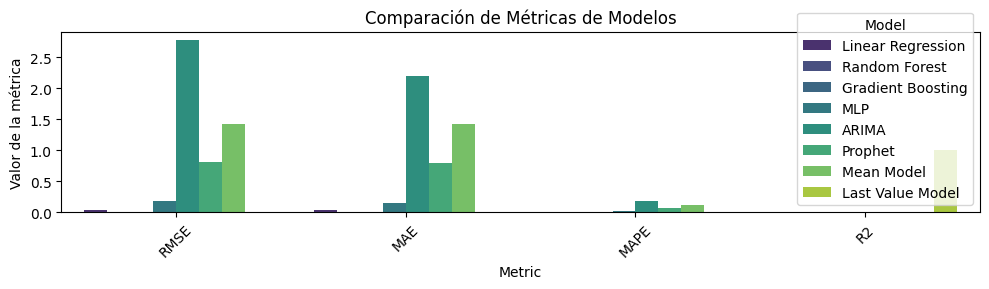 Comparación de Métricas de Modelos
Valor de la métrica
2.5
2.0
1.5
1.0
0.5
0.0
RMSE
MAE
MAPE
R2
Metric
Model
Linear Regression
Random Forest
Gradient Boosting
MLP
ARIMA
Prophet
Mean Model
Last Value Model